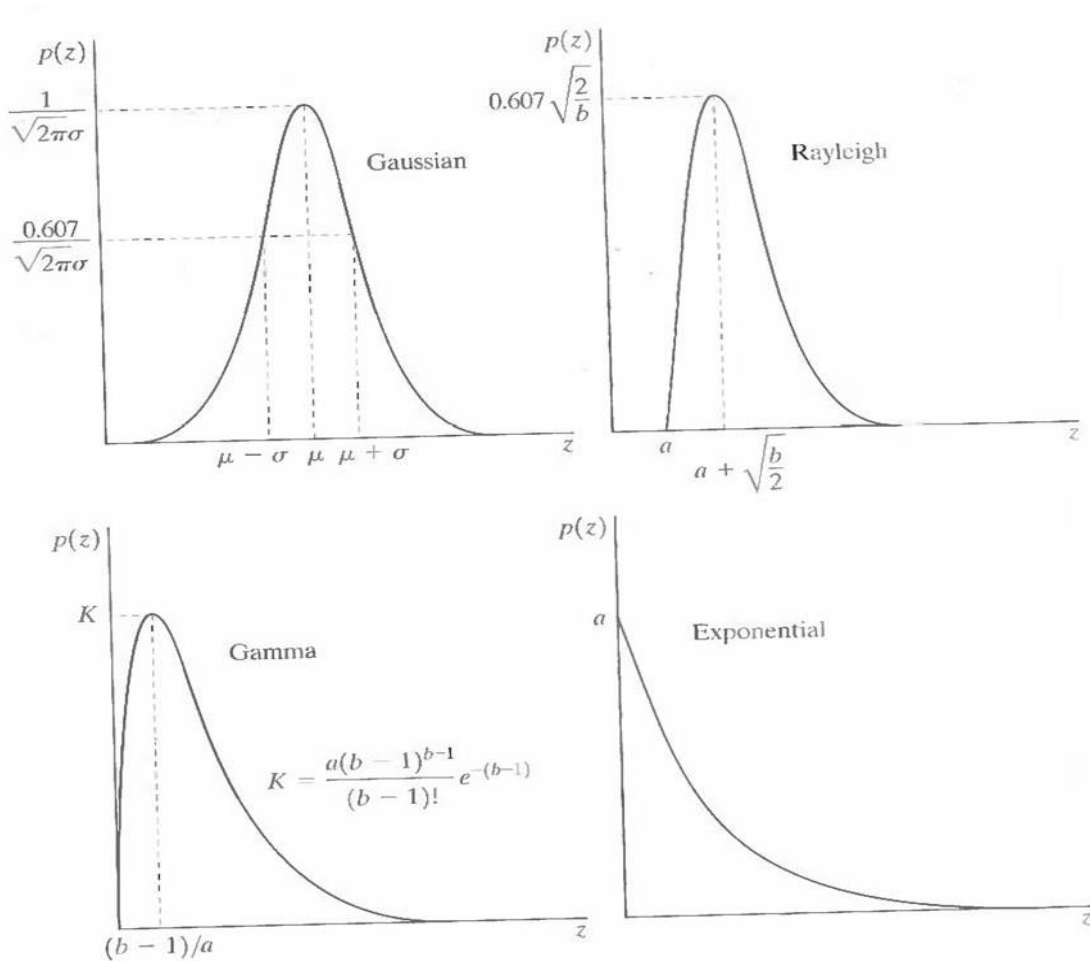 p(z)
1/√2πσ
Gaussian
0.607/√2πσ
μ − σ μ μ + σ z
p(z)
0.607 √2/b
Rayleigh
a z
a + √b/2
p(z)
K
Gamma
K = a(b − 1)^b−1/(b − 1)! e^−(b−1)
(b − 1)/a z
p(z)
a
Exponential
z